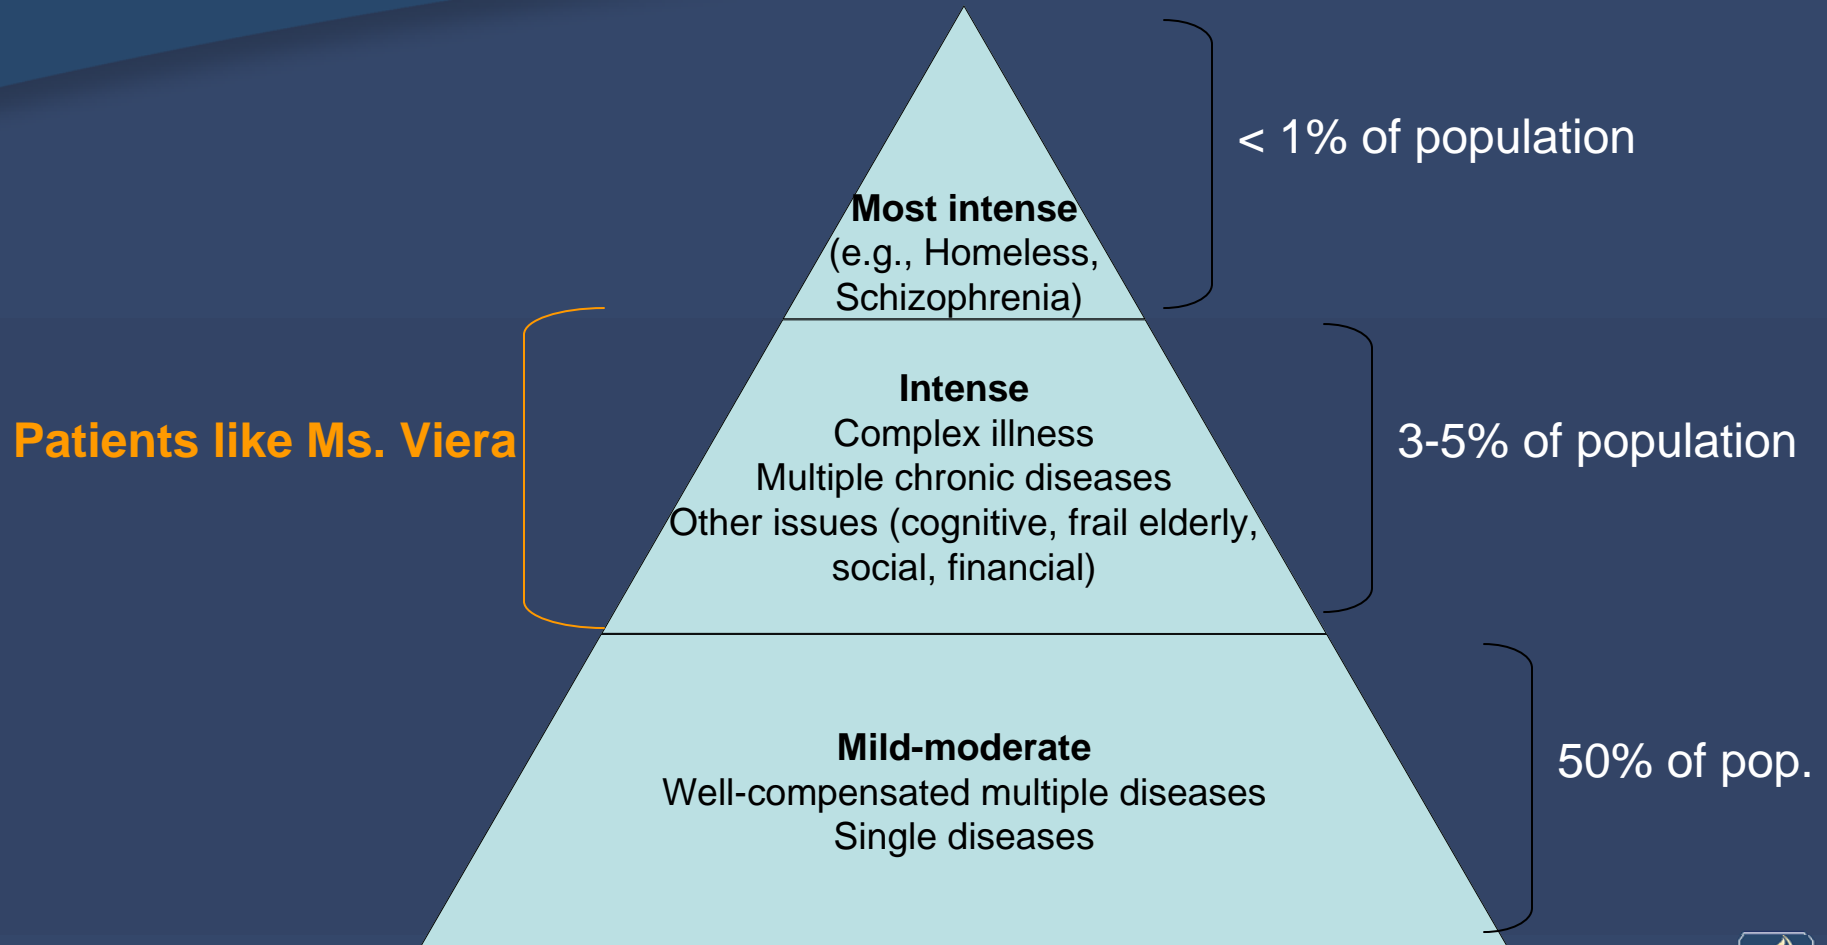 < 1% of population
Most intense
(e.g., Homeless,
Schizophrenia)
Patients like Ms. Viera
Intense
Complex illness
Multiple chronic diseases
Other issues (cognitive, frail elderly,
social, financial)
3-5% of population
Mild-moderate
Well-compensated multiple diseases
Single diseases
50% of pop.